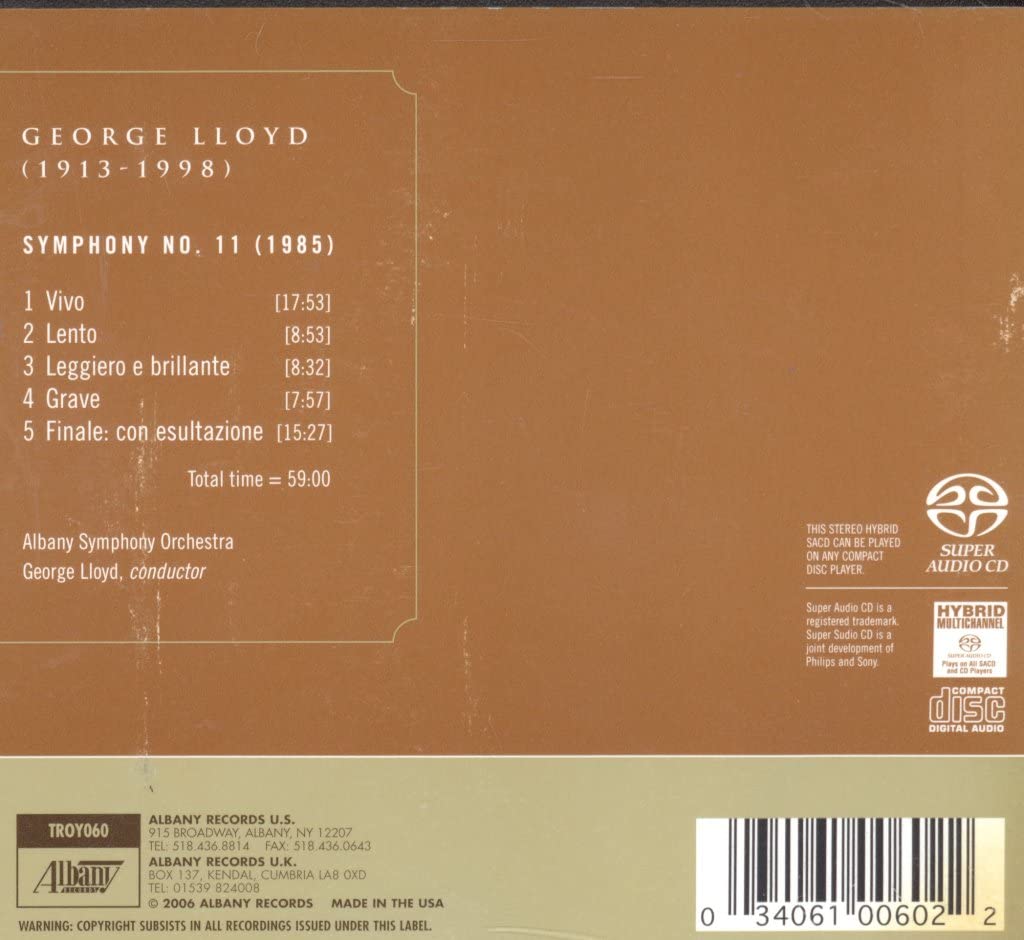 GEORGE LLOYD
(1913-1998)
SYMPHONY NO. 11 (1985)
1 Vivo [17:53]
2 Lento [8:53]
3 Leggiero e brillante [8:32]
4 Grave [7:57]
5 Finale: con esultazione [15:27]
Total time = 59:00
Albany Symphony Orchestra
George Lloyd, conductor
THIS STEREO HYBRID
SACD CAN BE PLAYED
ON ANY COMPACT
DISC PLAYER.
SUPER
AUDIO CD
Super Audio CD is a
registered trademark.
Super Sudio CD is a
joint development of
Philips and Sony.
HYBRID
MULTICHANNEL
SUPER AUDIO CD
Plays on All SACD
and CD Players
COMPACT
disc
DIGITAL AUDIO
TROY060
Albany
RECORDS
ALBANY RECORDS U.S.
915 BROADWAY, ALBANY, NY 12207
TEL: 518.436.8814 FAX: 518.436.0643
ALBANY RECORDS U.K.
BOX 137, KENDAL, CUMBRIA LA8 0XD
TEL: 01539 824008
© 2006 ALBANY RECORDS MADE IN THE USA
WARNING: COPYRIGHT SUBSISTS IN ALL RECORDINGS ISSUED UNDER THIS LABEL.
0 34061 00602 2